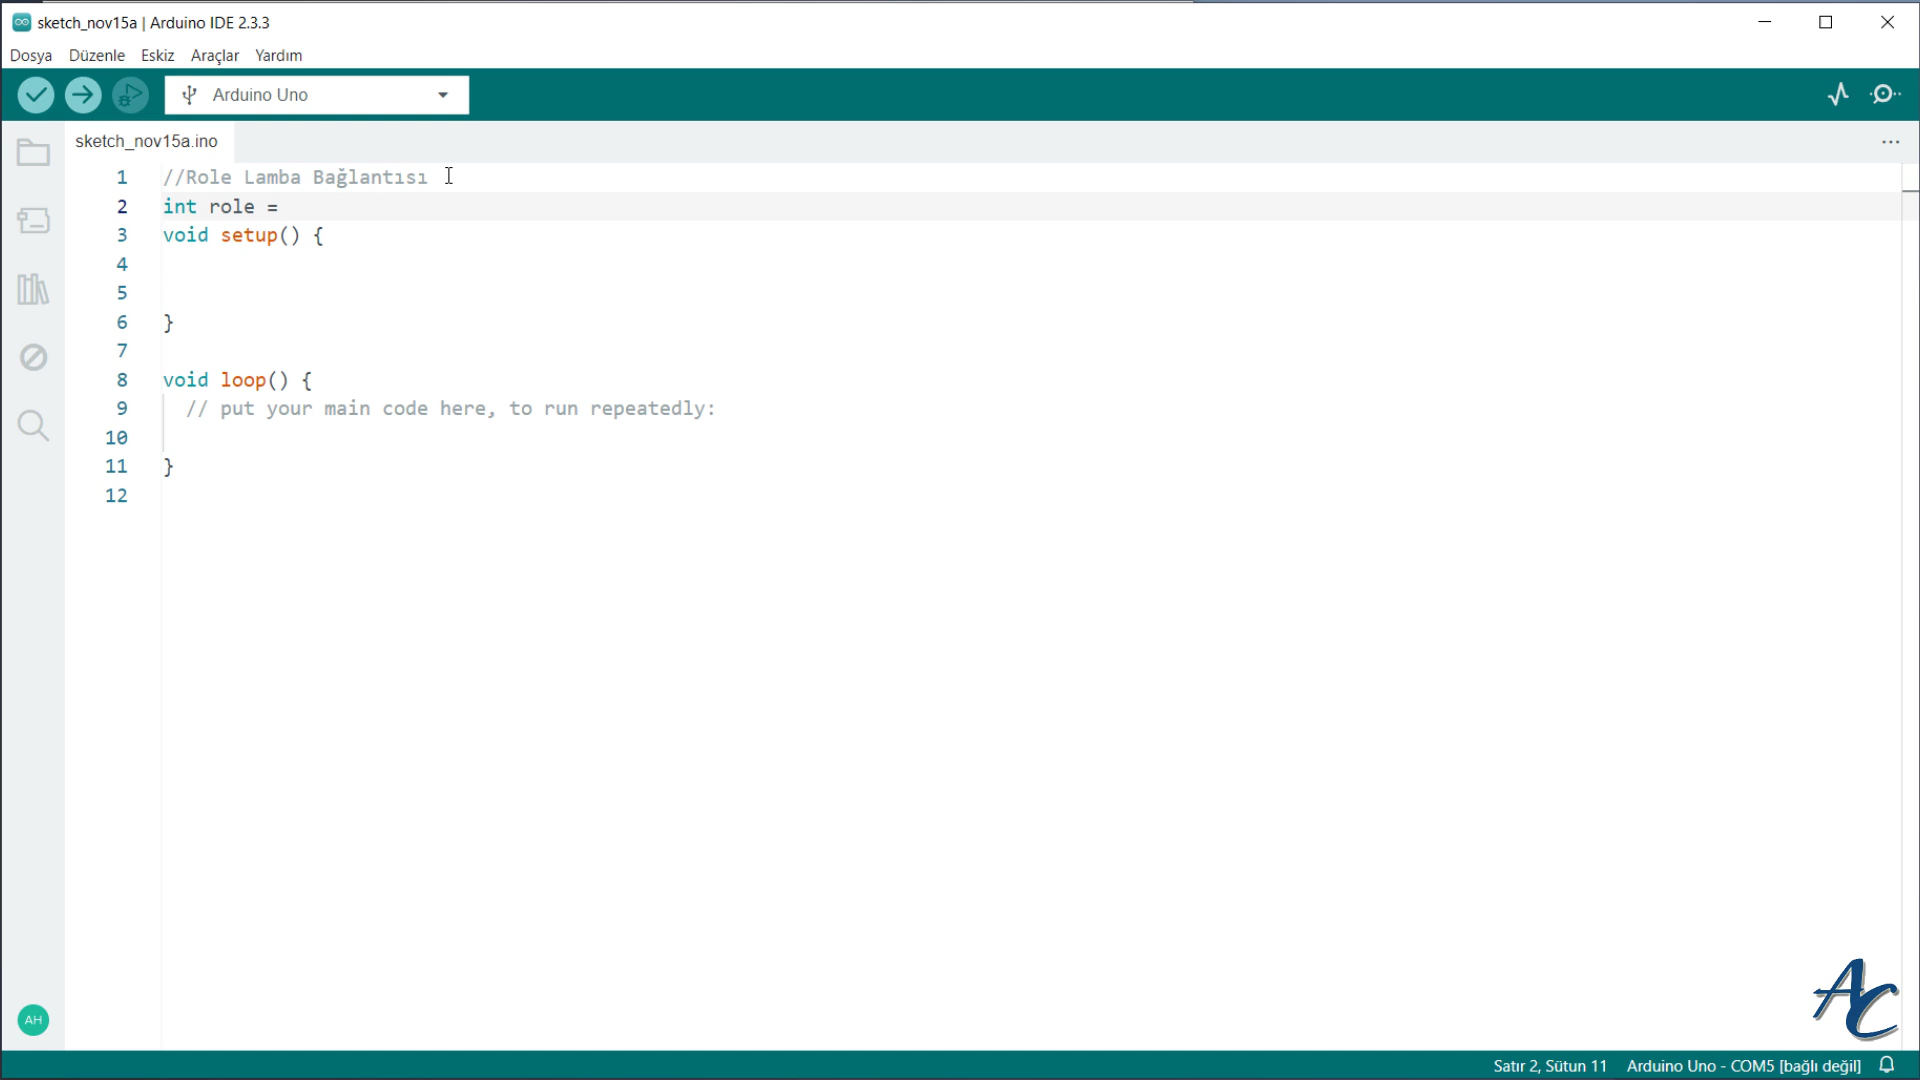 sketch_nov15a | Arduino IDE 2.3.3
Dosya Düzenle Eskiz Araçlar Yardım
Arduino Uno
sketch_nov15a.ino
1 //Role Lamba Bağlantısı
2 int role =
3 void setup() {
4
5
6 }
7
8 void loop() {
9 // put your main code here, to run repeatedly:
10
11 }
12
AH
AC
Satır 2, Sütun 11 Arduino Uno - COM5 [bağlı değil]